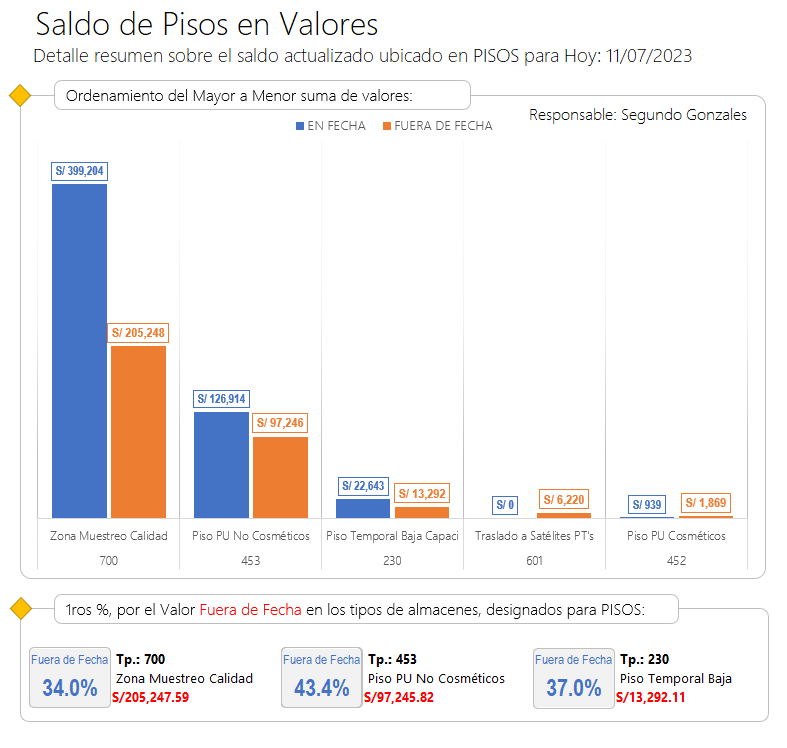 Saldo de Pisos en Valores
Detalle resumen sobre el saldo actualizado ubicado en PISOS para Hoy: 11/07/2023
Ordenamiento del Mayor a Menor suma de valores:
Responsable: Segundo Gonzales
EN FECHA FUERA DE FECHA
S/ 399,204
S/ 205,248
S/ 126,914
S/ 97,246
S/ 22,643
S/ 13,292
S/ 0
S/ 6,220
S/ 939
S/ 1,869
Zona Muestreo Calidad Piso PU No Cosméticos Piso Temporal Baja Capaci Traslado a Satélites PT's Piso PU Cosméticos
700 453 230 601 452
1ros %, por el Valor Fuera de Fecha en los tipos de almacenes, designados para PISOS:
Fuera de Fecha
34.0%
Tp.: 700
Zona Muestreo Calidad
S/205,247.59
Fuera de Fecha
43.4%
Tp.: 453
Piso PU No Cosméticos
S/97,245.82
Fuera de Fecha
37.0%
Tp.: 230
Piso Temporal Baja
S/13,292.11